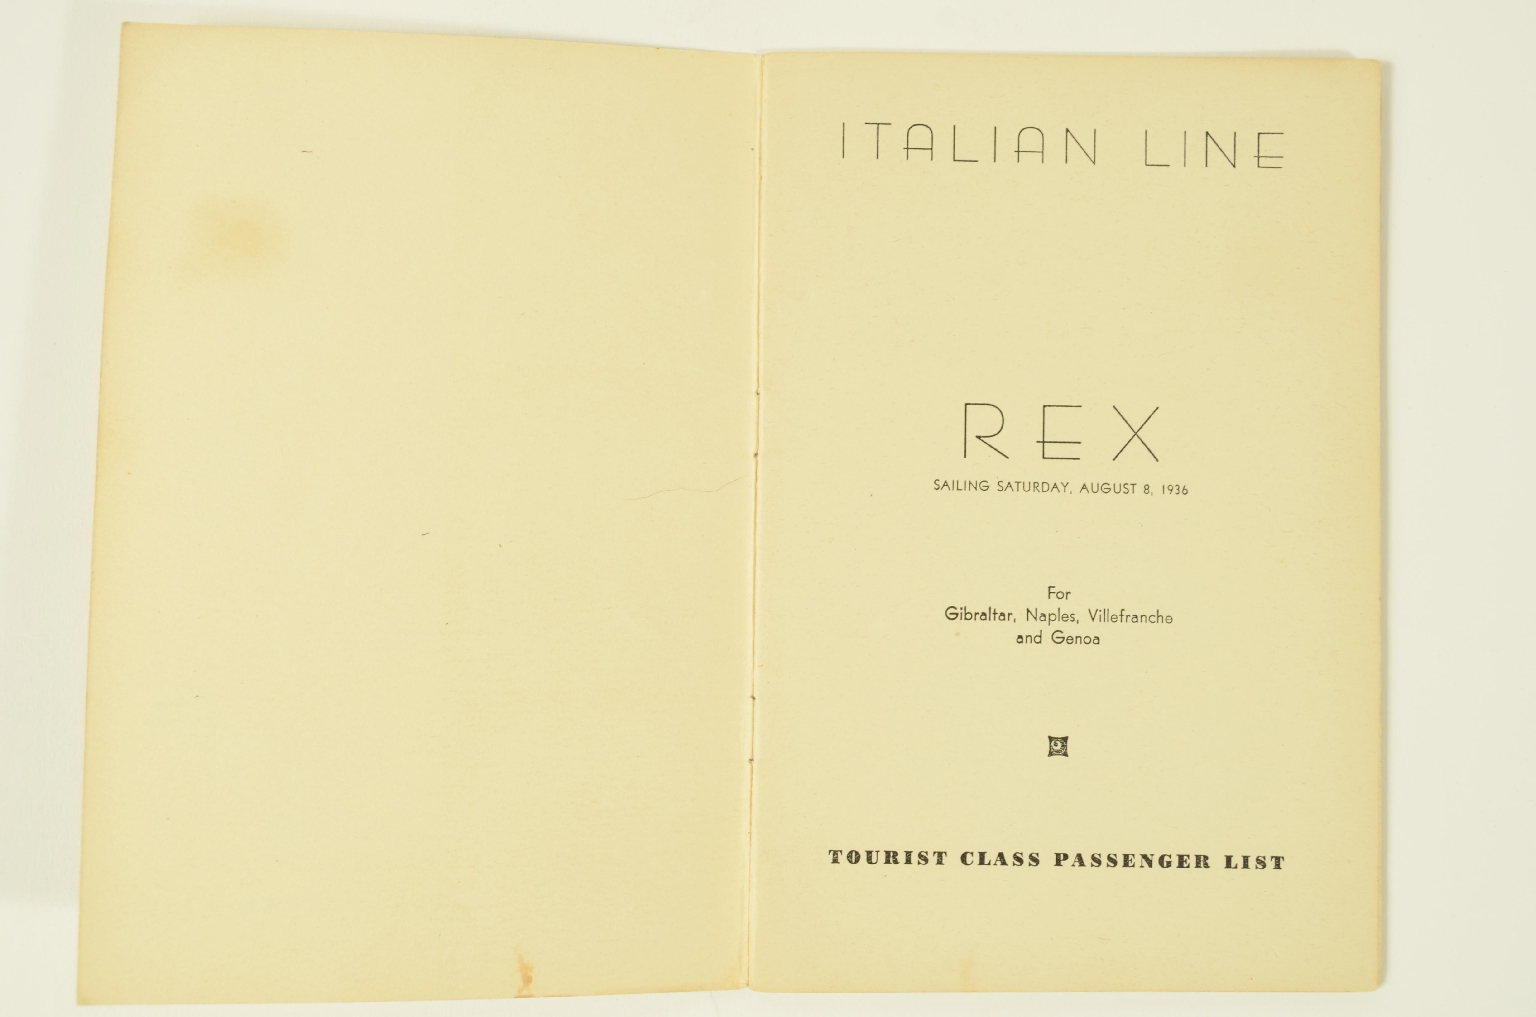 ITALIAN LINE
REX
SAILING SATURDAY, AUGUST 8, 1936
For
Gibraltar, Naples, Villefranche
and Genoa
TOURIST CLASS PASSENGER LIST